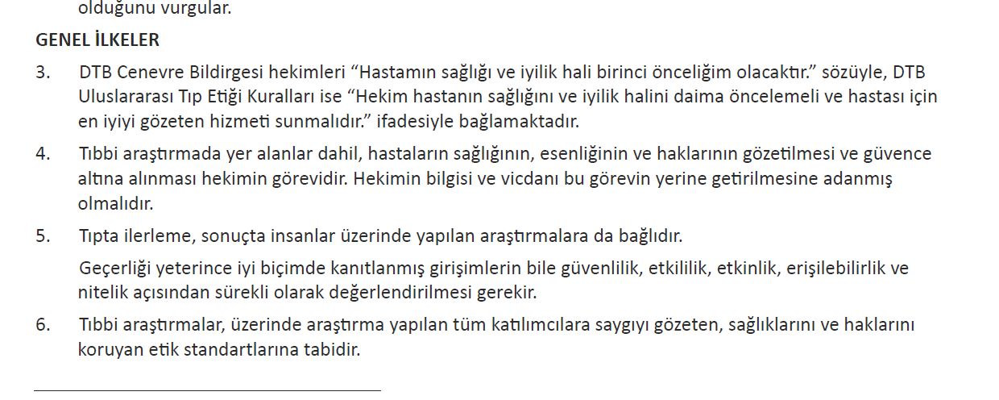 olduğunu vurgular.
GENEL İLKELER
3. DTB Cenevre Bildirgesi hekimleri “Hastamın sağlığı ve iyilik hali birinci önceliğim olacaktır.” sözüyle, DTB
Uluslararası Tıp Etiği Kuralları ise “Hekim hastanın sağlığını ve iyilik halini daima öncelemeli ve hastası için
en iyiyi gözeten hizmeti sunmalıdır.” ifadesiyle bağlamaktadır.
4. Tıbbi araştırmada yer alanlar dahil, hastaların sağlığının, esenliğinin ve haklarının gözetilmesi ve güvence
altına alınması hekimin görevidir. Hekimin bilgisi ve vicdanı bu görevin yerine getirilmesine adanmış
olmalıdır.
5. Tıpta ilerleme, sonuçta insanlar üzerinde yapılan araştırmalara da bağlıdır.
Geçerliği yeterince iyi biçimde kanıtlanmış girişimlerin bile güvenlilik, etkililik, etkinlik, erişilebilirlik ve
nitelik açısından sürekli olarak değerlendirilmesi gerekir.
6. Tıbbi araştırmalar, üzerinde araştırma yapılan tüm katılımcılara saygıyı gözeten, sağlıklarını ve haklarını
koruyan etik standartlarına tabidir.